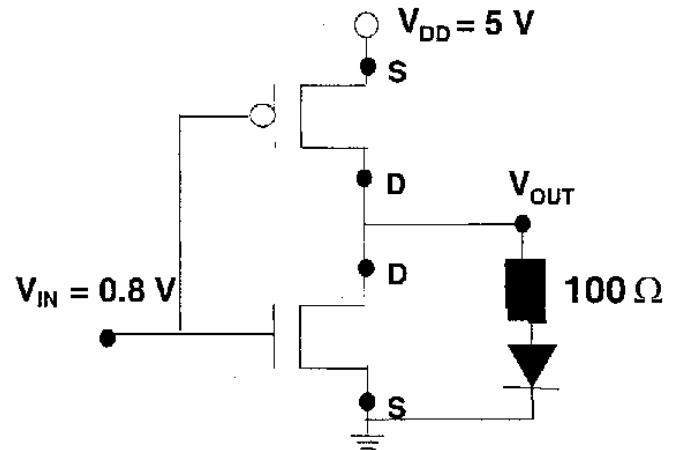 V_DD = 5 V
S
D
V_OUT
D
V_IN = 0.8 V
100 Ω
S